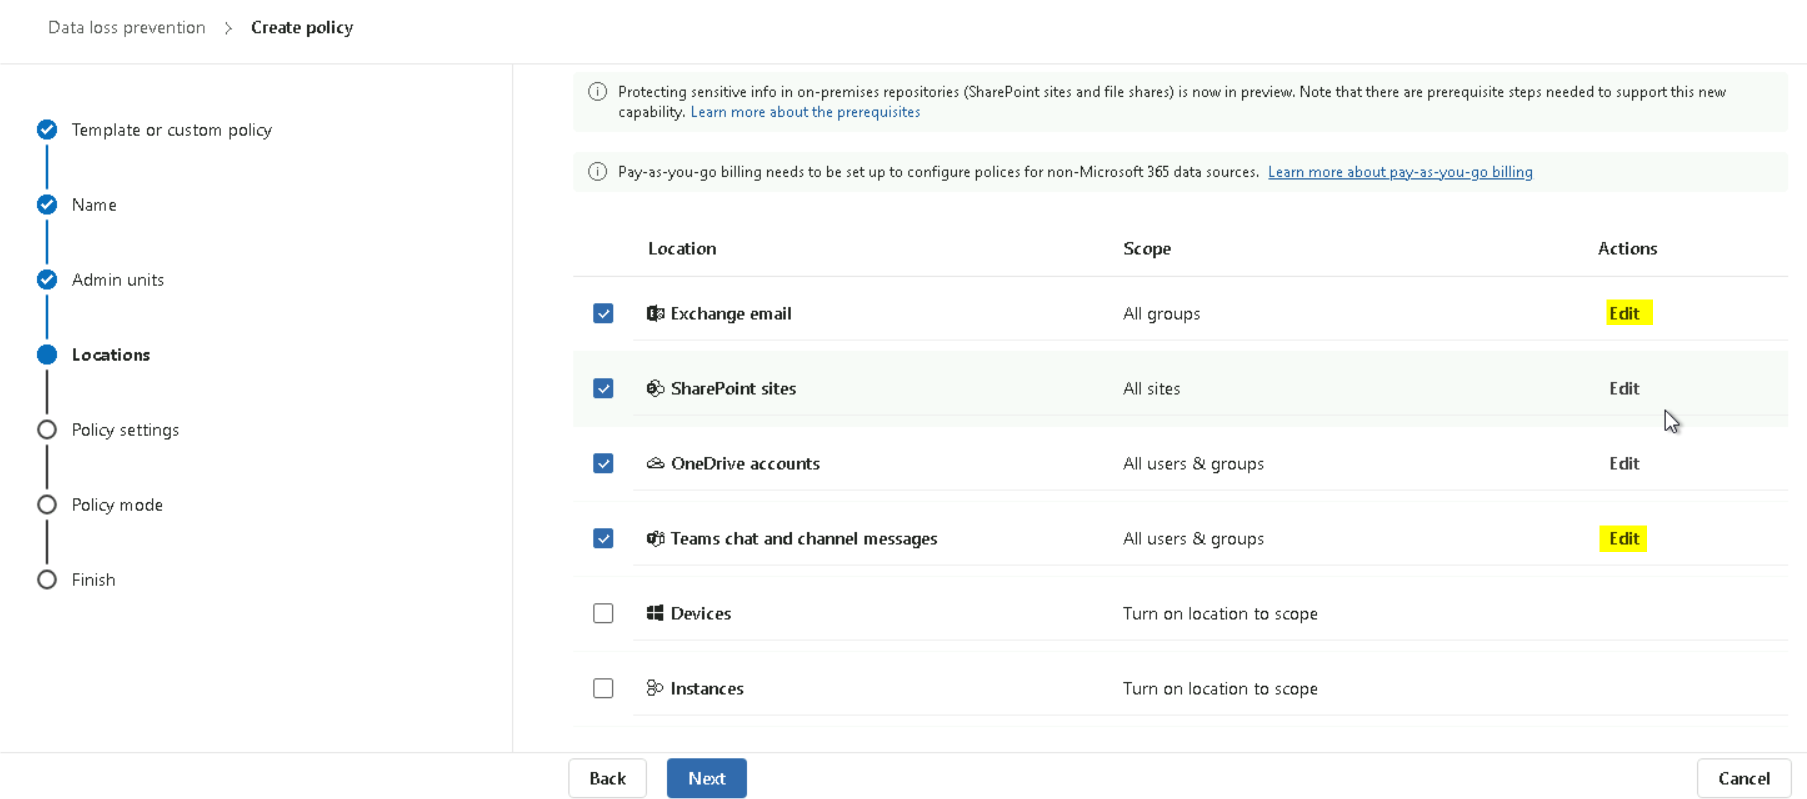 Data loss prevention > Create policy
Protecting sensitive info in on-premises repositories (SharePoint sites and file shares) is now in preview. Note that there are prerequisite steps needed to support this new
capability. Learn more about the prerequisites
Template or custom policy
Pay-as-you-go billing needs to be set up to configure polices for non-Microsoft 365 data sources. Learn more about pay-as-you-go billing
Name
Admin units
Locations
Policy settings
Policy mode
Finish
Location Scope Actions
Exchange email All groups Edit
SharePoint sites All sites Edit
OneDrive accounts All users & groups Edit
Teams chat and channel messages All users & groups Edit
Devices Turn on location to scope
Instances Turn on location to scope
Back Next Cancel